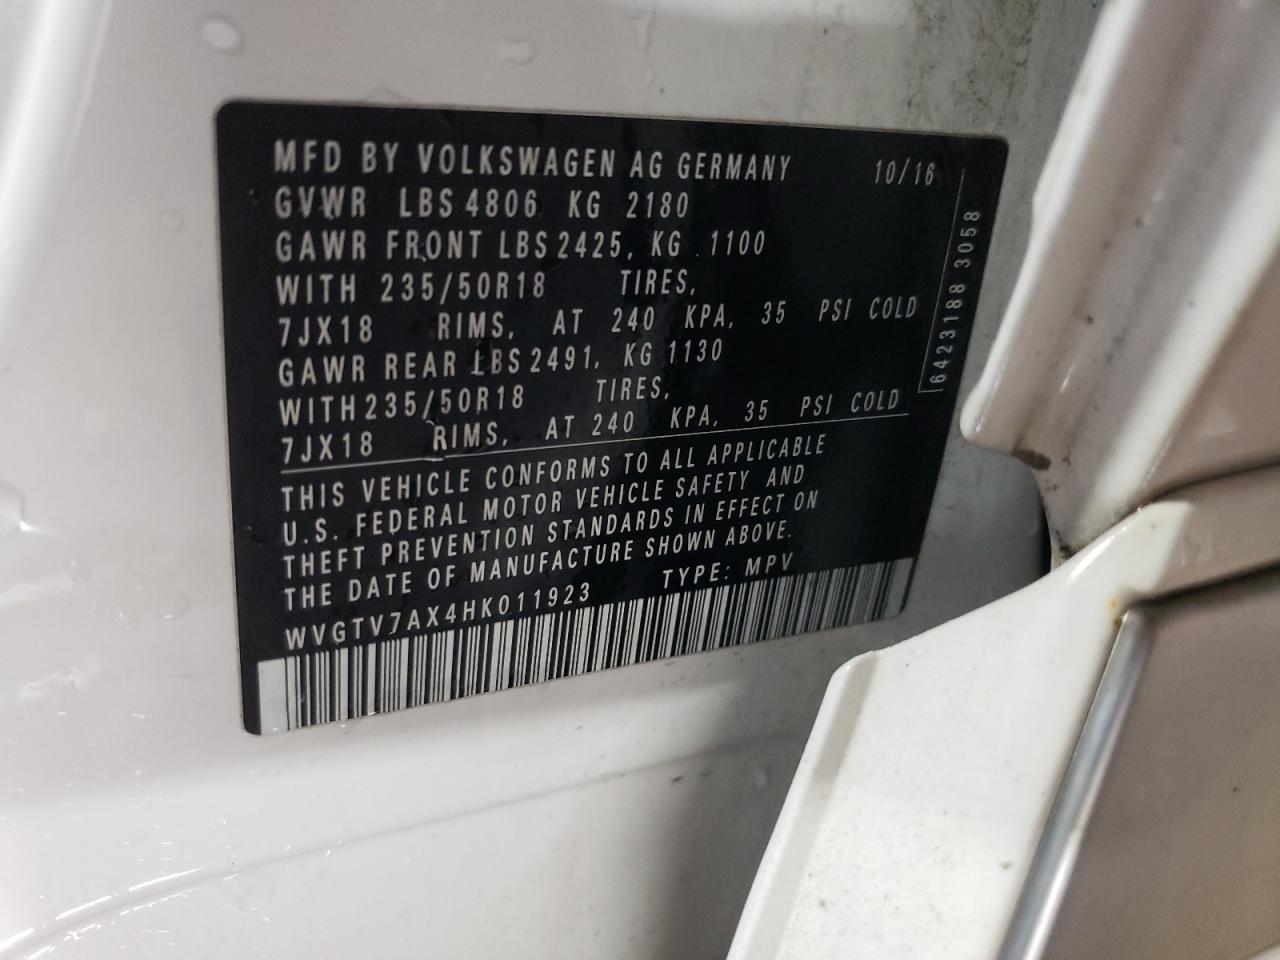 MFD BY VOLKSWAGEN AG GERMANY 10/16
GVWR LBS 4806 KG 2180
GAWR FRONT LBS 2425, KG 1100
WITH 235/50R18 TIRES,
7JX18 RIMS, AT 240 KPA, 35 PSI COLD
GAWR REAR LBS 2491, KG 1130
WITH 235/50R18 TIRES,
7JX18 RIMS, AT 240 KPA, 35 PSI COLD
THIS VEHICLE CONFORMS TO ALL APPLICABLE
U.S. FEDERAL MOTOR VEHICLE SAFETY AND
THEFT PREVENTION STANDARDS IN EFFECT ON
THE DATE OF MANUFACTURE SHOWN ABOVE.
WVGTV7AX4HK011923 TYPE: MPV
6423188 3058